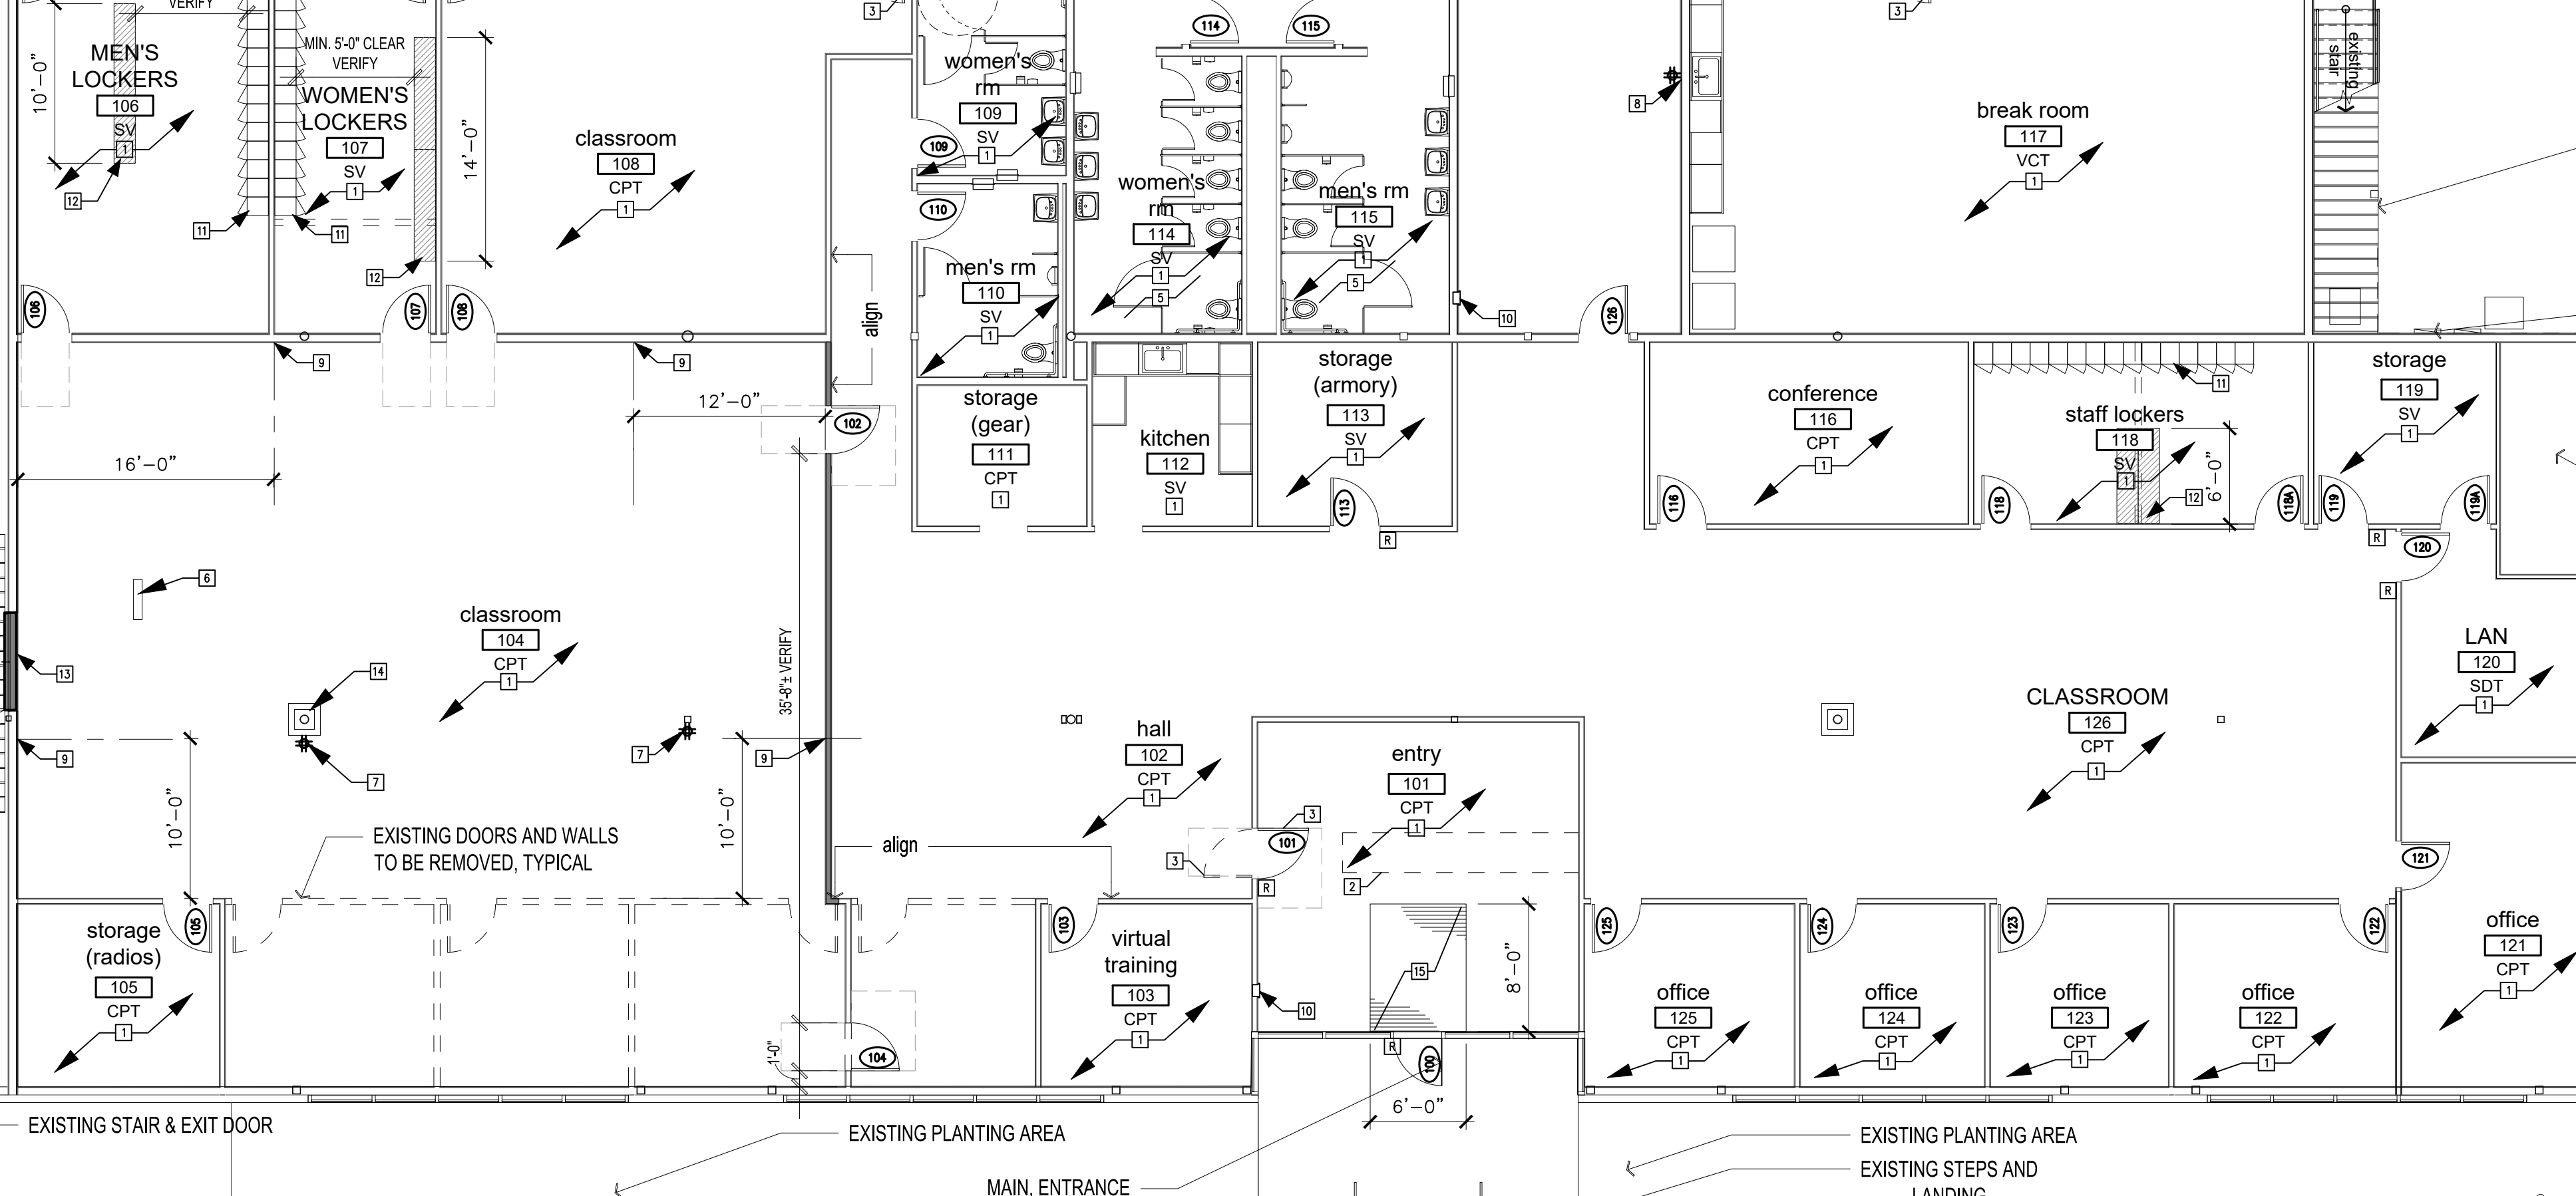 VERIFY
10'-0"
MEN'S
LOCKERS
106
SV
1
12
11
106
MIN. 5'-0" CLEAR
VERIFY
WOMEN'S
LOCKERS
107
SV
1
11
12
107
14'-0"
108
classroom
108
CPT
1
3
women's
rm
109
SV
1
109
110
men's rm
110
SV
1
align
114
115
women's
rm
114
SV
1
5
men's rm
115
SV
1
5
10
8
126
3
break room
117
VCT
1
existing
stair
9
9
16'-0"
12'-0"
102
storage
(gear)
111
CPT
1
kitchen
112
SV
1
storage
(armory)
113
SV
1
113
R
conference
116
CPT
1
116
staff lockers
118
SV
1
12
11
6'-0"
118
118A
storage
119
SV
1
119
119A
R
120
R
6
classroom
104
CPT
1
13
14
7
7
9
9
35'-8"± VERIFY
10'-0"
10'-0"
EXISTING DOORS AND WALLS
TO BE REMOVED, TYPICAL
hall
102
CPT
1
align
entry
101
CPT
1
3
101
3
R
2
CLASSROOM
126
CPT
1
LAN
120
SDT
1
121
storage
(radios)
105
CPT
1
105
1'-0"
104
103
virtual
training
103
CPT
1
10
15
8'-0"
R
100
6'-0"
125
office
125
CPT
1
124
office
124
CPT
1
123
office
123
CPT
1
122
office
122
CPT
1
office
121
CPT
1
EXISTING STAIR & EXIT DOOR
EXISTING PLANTING AREA
MAIN, ENTRANCE
EXISTING PLANTING AREA
EXISTING STEPS AND
LANDING